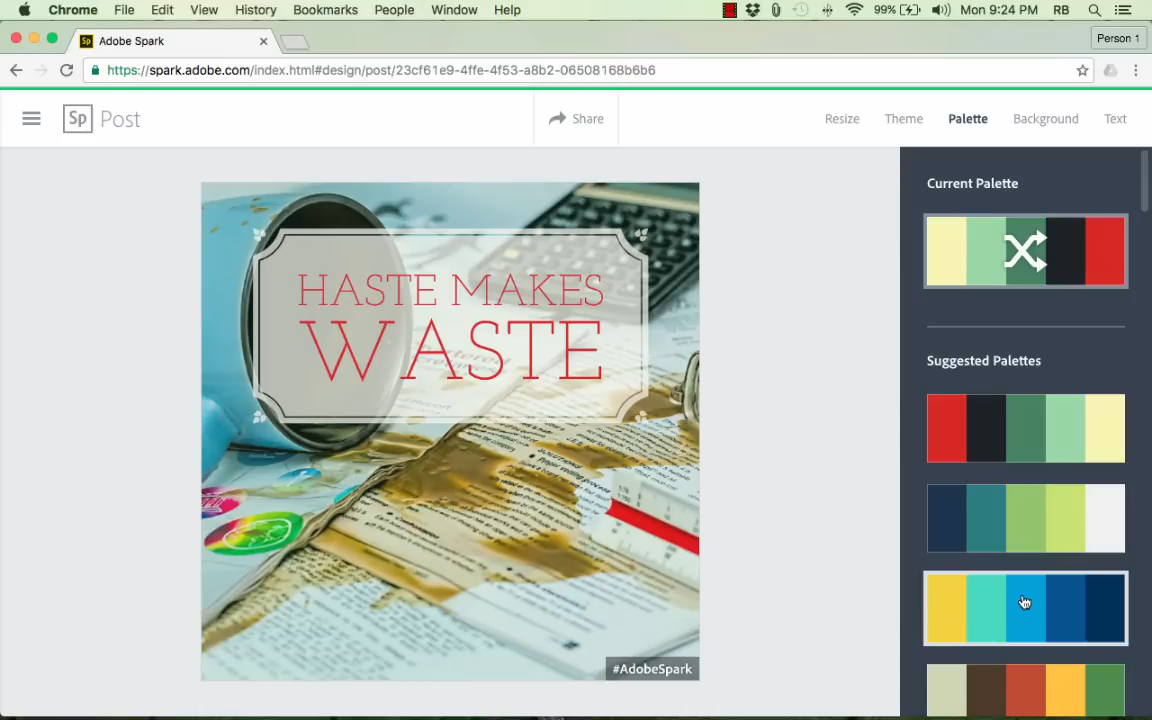 Chrome File Edit View History Bookmarks People Window Help 99% Mon 9:24 PM RB
Sp Adobe Spark Person 1
https://spark.adobe.com/index.html#design/post/23cf61e9-4ffe-4f53-a8b2-06508168b6b6
Sp Post Share Resize Theme Palette Background Text
Current Palette
HASTE MAKES
WASTE
Suggested Palettes
SOLUTIONS
#AdobeSpark